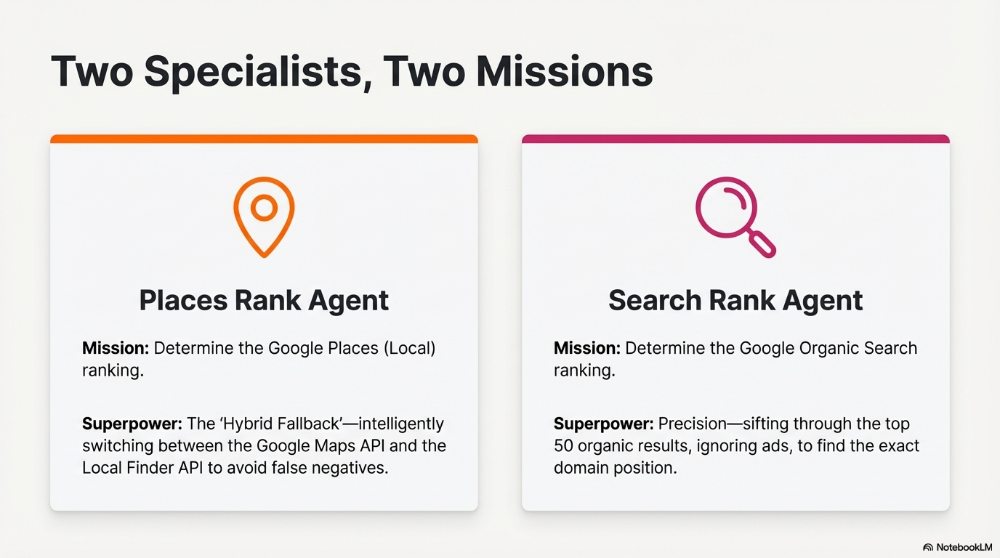 Two Specialists, Two Missions
Places Rank Agent
Mission: Determine the Google Places (Local)
ranking.
Superpower: The ‘Hybrid Fallback’—intelligently
switching between the Google Maps API and the
Local Finder API to avoid false negatives.
Search Rank Agent
Mission: Determine the Google Organic Search
ranking.
Superpower: Precision—sifting through the top
50 organic results, ignoring ads, to find the exact
domain position.
NotebookLM